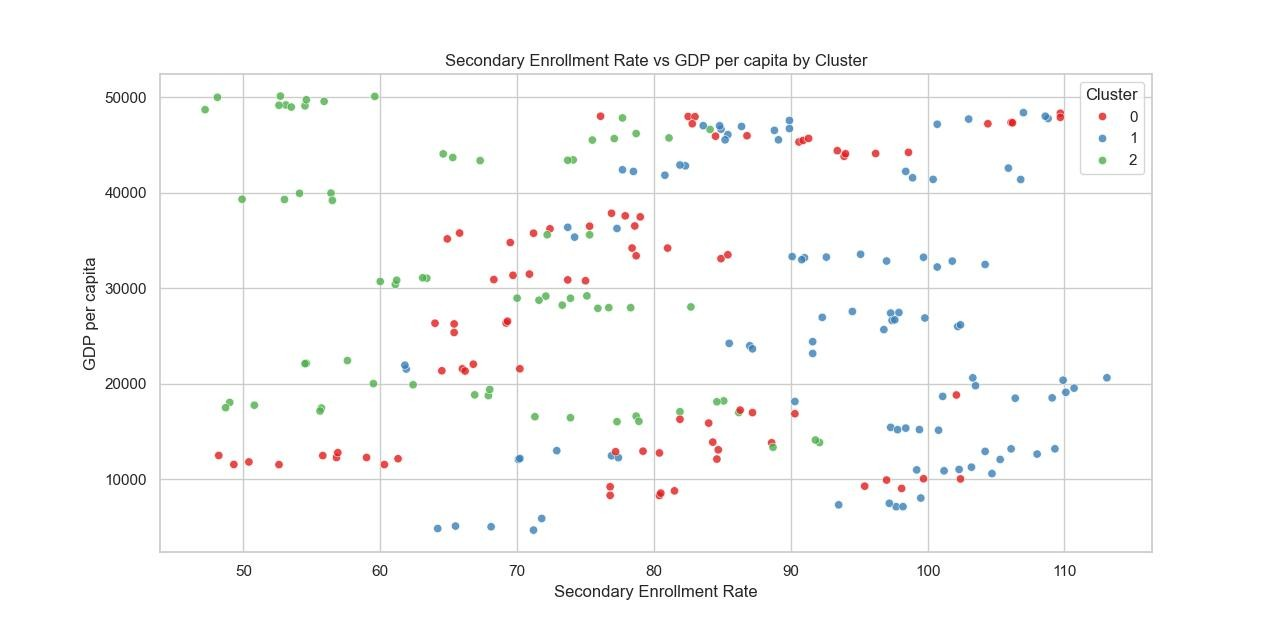 Secondary Enrollment Rate vs GDP per capita by Cluster
GDP per capita
50000
40000
30000
20000
10000
Cluster
0
1
2
50 60 70 80 90 100 110
Secondary Enrollment Rate